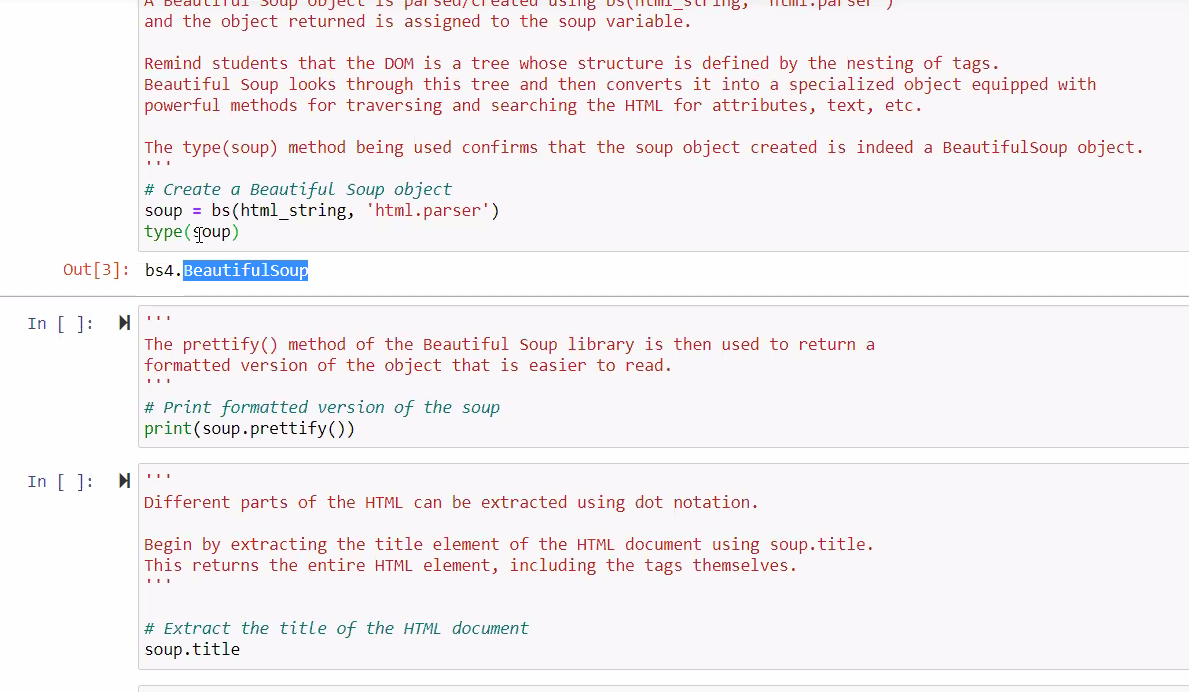 A Beautiful Soup object is parsed/created using bs(html_string, 'html.parser')
and the object returned is assigned to the soup variable.
Remind students that the DOM is a tree whose structure is defined by the nesting of tags.
Beautiful Soup looks through this tree and then converts it into a specialized object equipped with
powerful methods for traversing and searching the HTML for attributes, text, etc.
The type(soup) method being used confirms that the soup object created is indeed a BeautifulSoup object.
'''
# Create a Beautiful Soup object
soup = bs(html_string, 'html.parser')
type(soup)
Out[3]: bs4.BeautifulSoup
In [ ]: '''
The prettify() method of the Beautiful Soup library is then used to return a
formatted version of the object that is easier to read.
'''
# Print formatted version of the soup
print(soup.prettify())
In [ ]: '''
Different parts of the HTML can be extracted using dot notation.
Begin by extracting the title element of the HTML document using soup.title.
This returns the entire HTML element, including the tags themselves.
'''
# Extract the title of the HTML document
soup.title